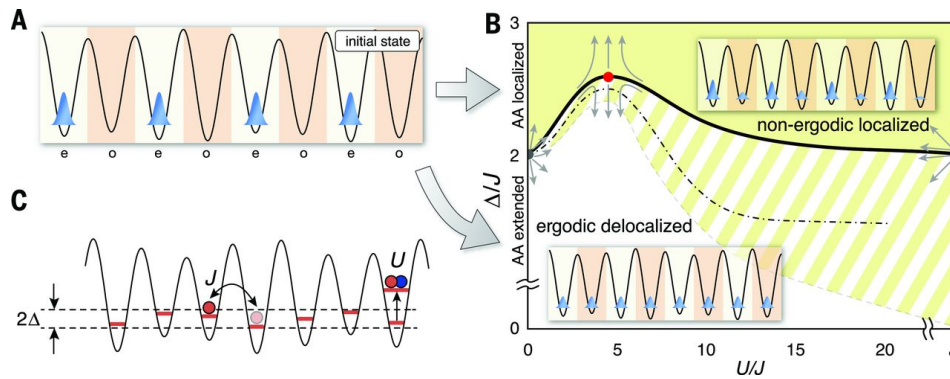 A
initial state
e o e o e o e o
C
J
U
2Δ
B
3
AA localized
non-ergodic localized
2
Δ/J
AA extended
ergodic delocalized
0
0 5 10 15 20
U/J